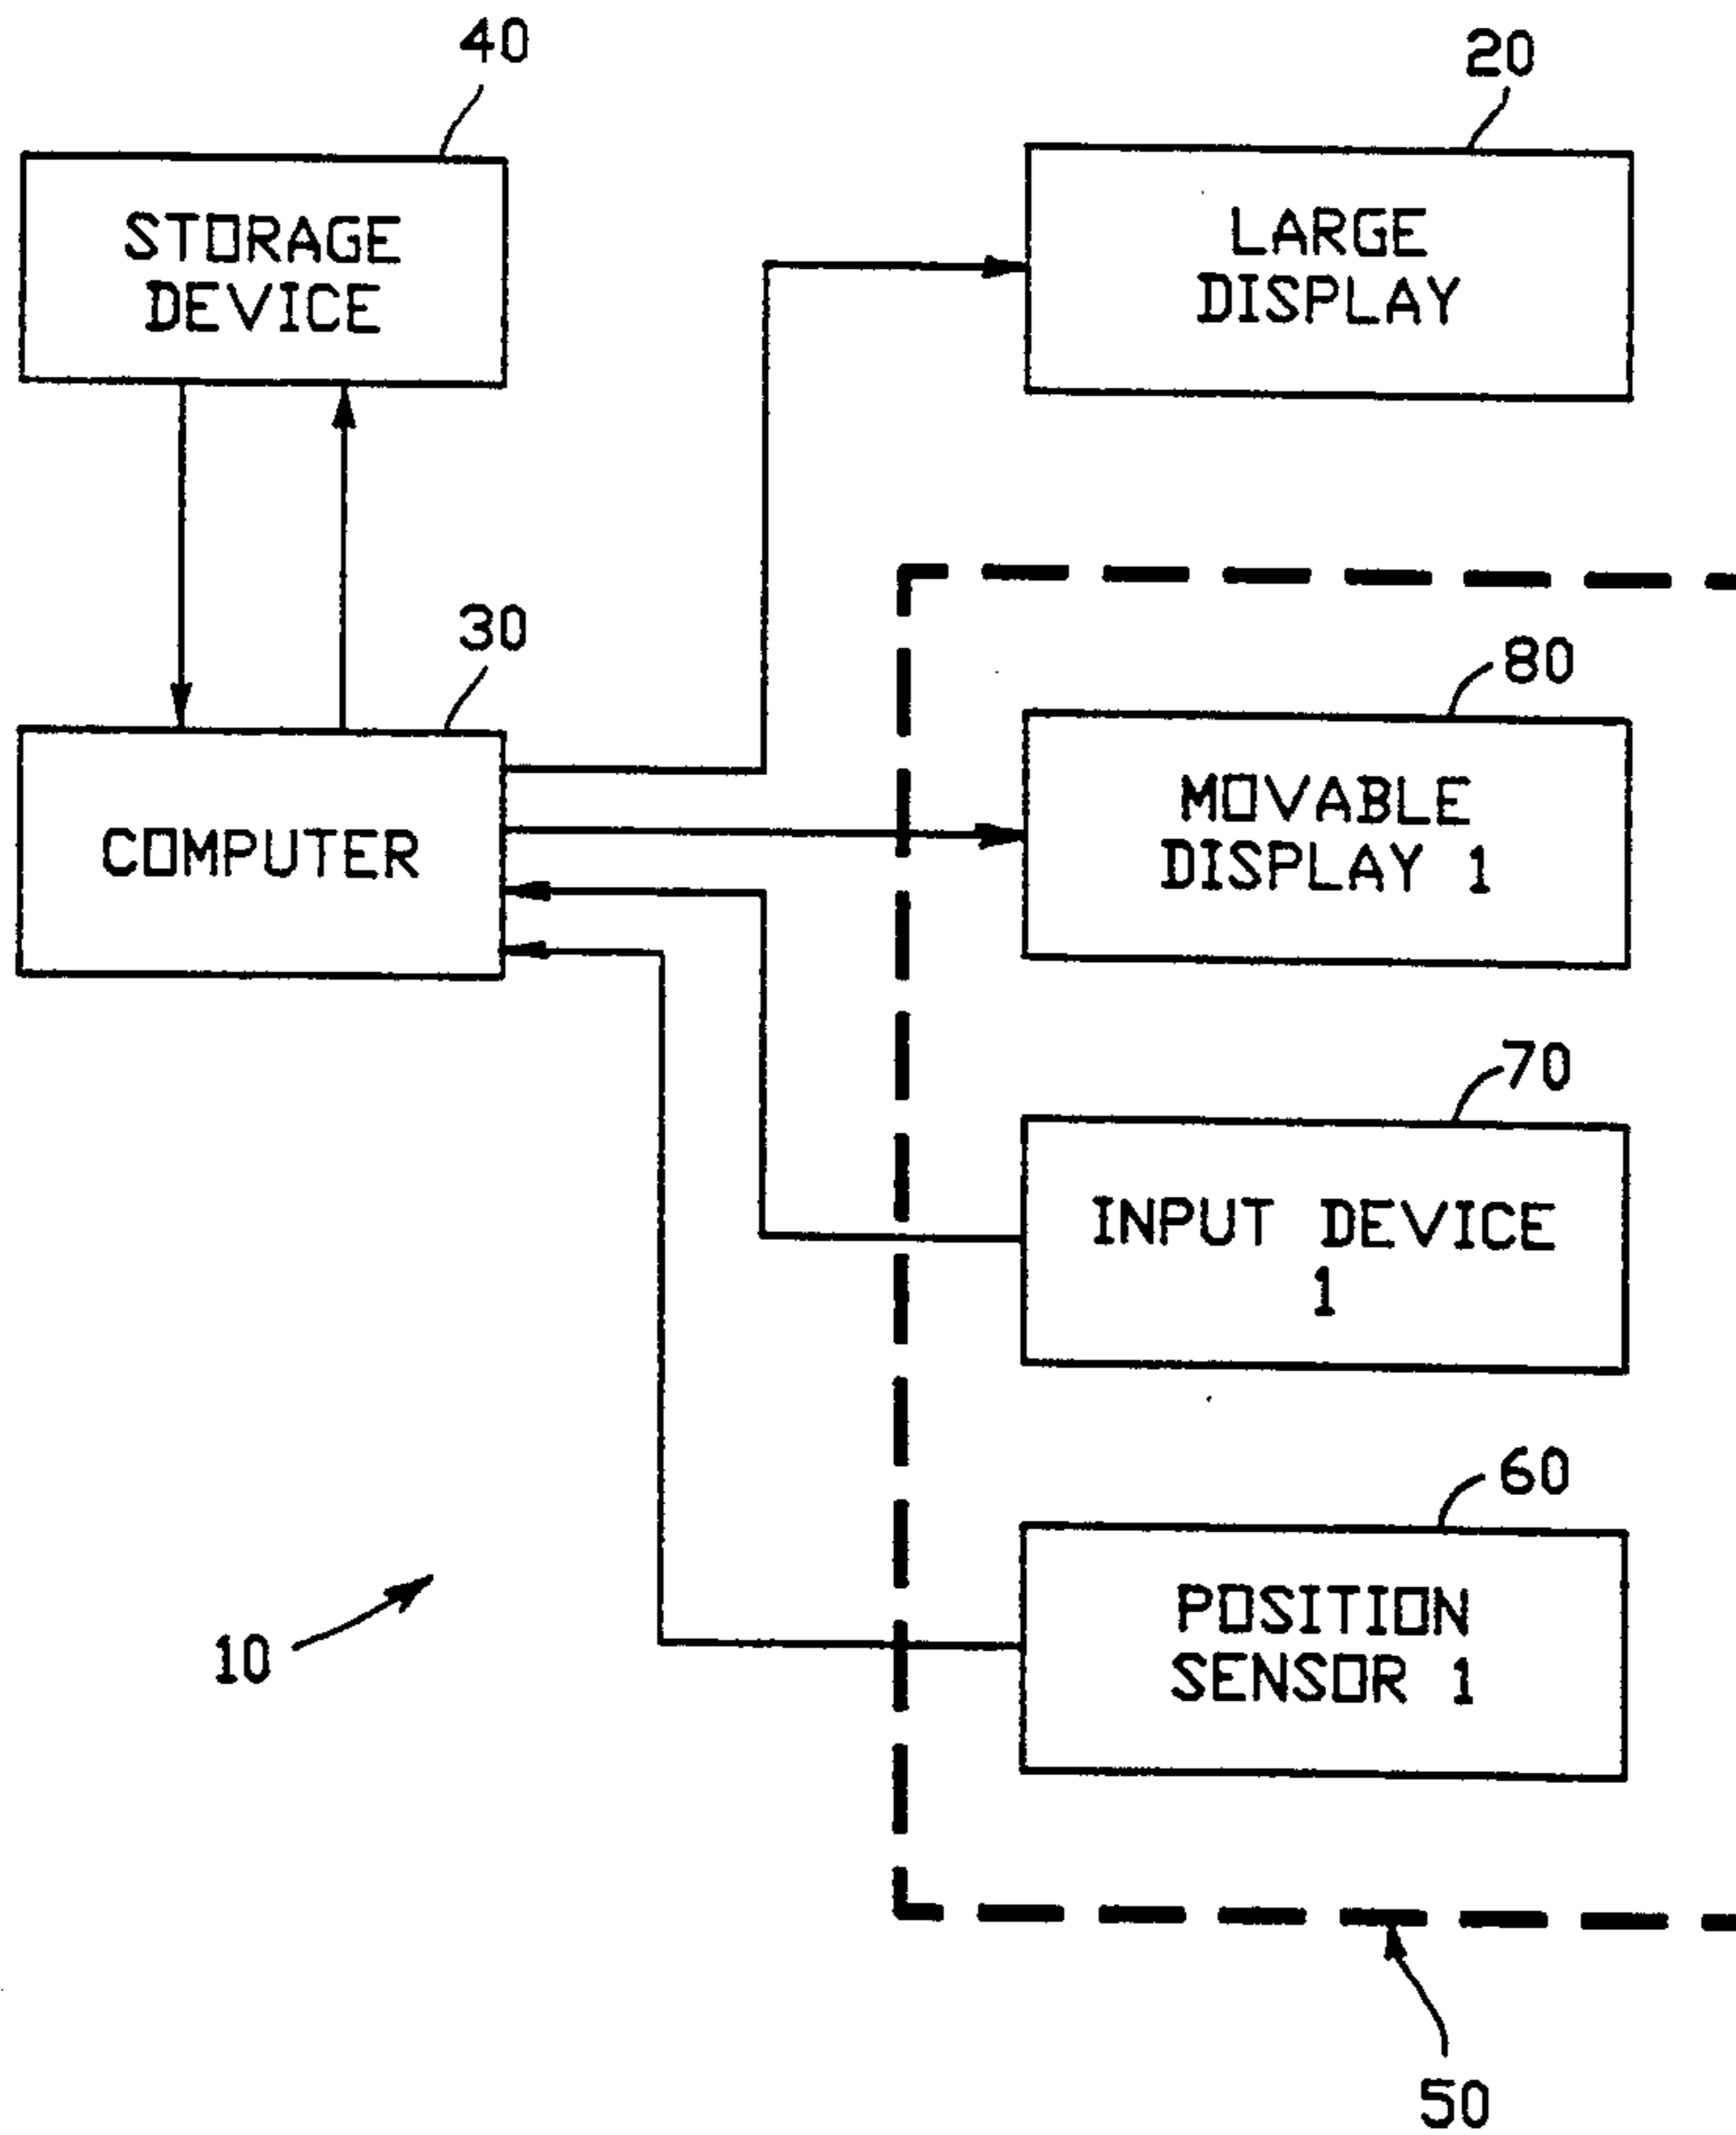 40
STORAGE
DEVICE
20
LARGE
DISPLAY
30
COMPUTER
80
MOVABLE
DISPLAY 1
70
INPUT DEVICE
1
60
POSITION
SENSOR 1
10
50